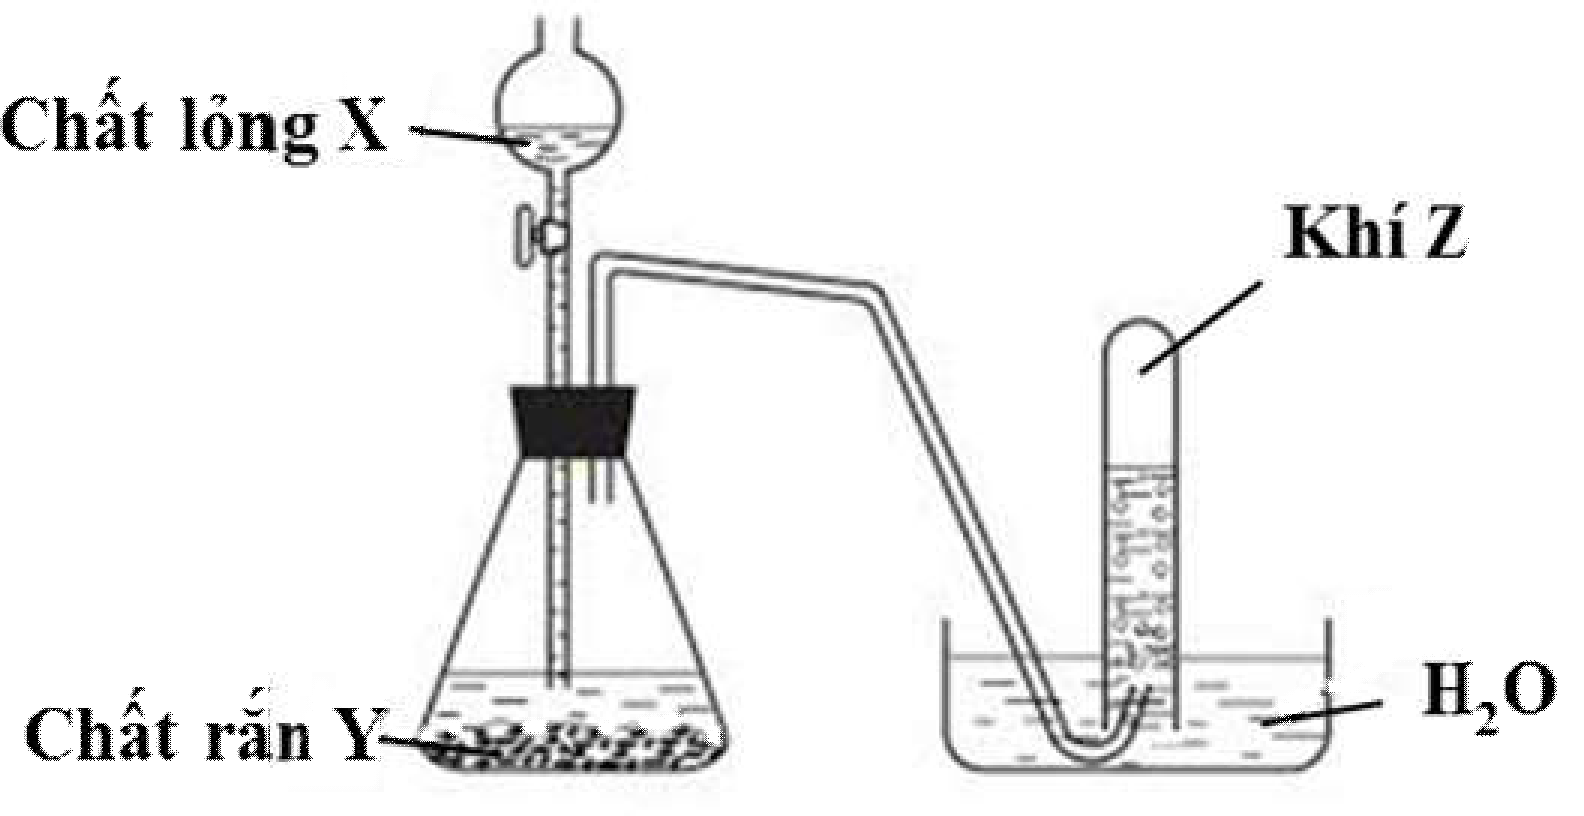 Chất lỏng X
Khí Z
H₂O
Chất rắn Y